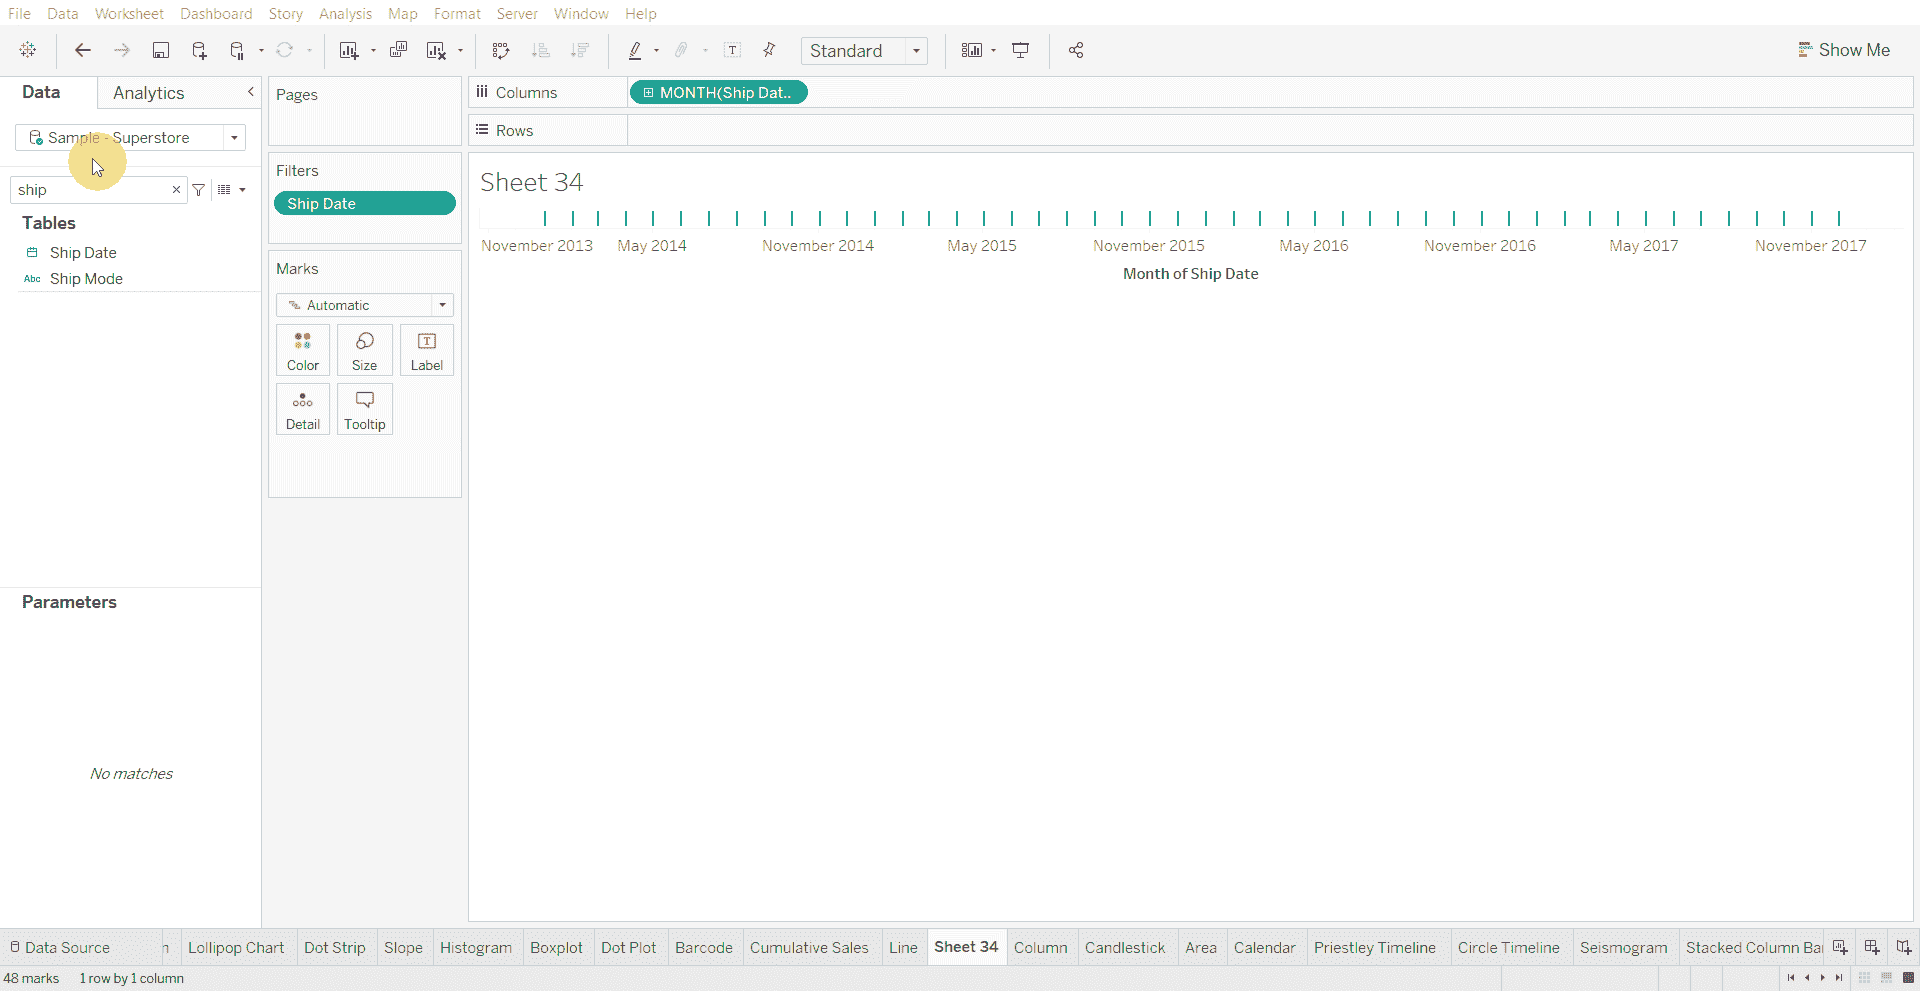 File Data Worksheet Dashboard Story Analysis Map Format Server Window Help
Standard
Show Me
Data
Analytics
Pages
Columns
MONTH(Ship Dat..
Sample - Superstore
Rows
Filters
Ship Date
ship
Sheet 34
Tables
Ship Date
Abc Ship Mode
November 2013 May 2014 November 2014 May 2015 November 2015 May 2016 November 2016 May 2017 November 2017
Month of Ship Date
Marks
Automatic
Color Size Label
Detail Tooltip
Parameters
No matches
Data Source Lollipop Chart Dot Strip Slope Histogram Boxplot Dot Plot Barcode Cumulative Sales Line Sheet 34 Column Candlestick Area Calendar Priestley Timeline Circle Timeline Seismogram Stacked Column Ba
48 marks 1 row by 1 column